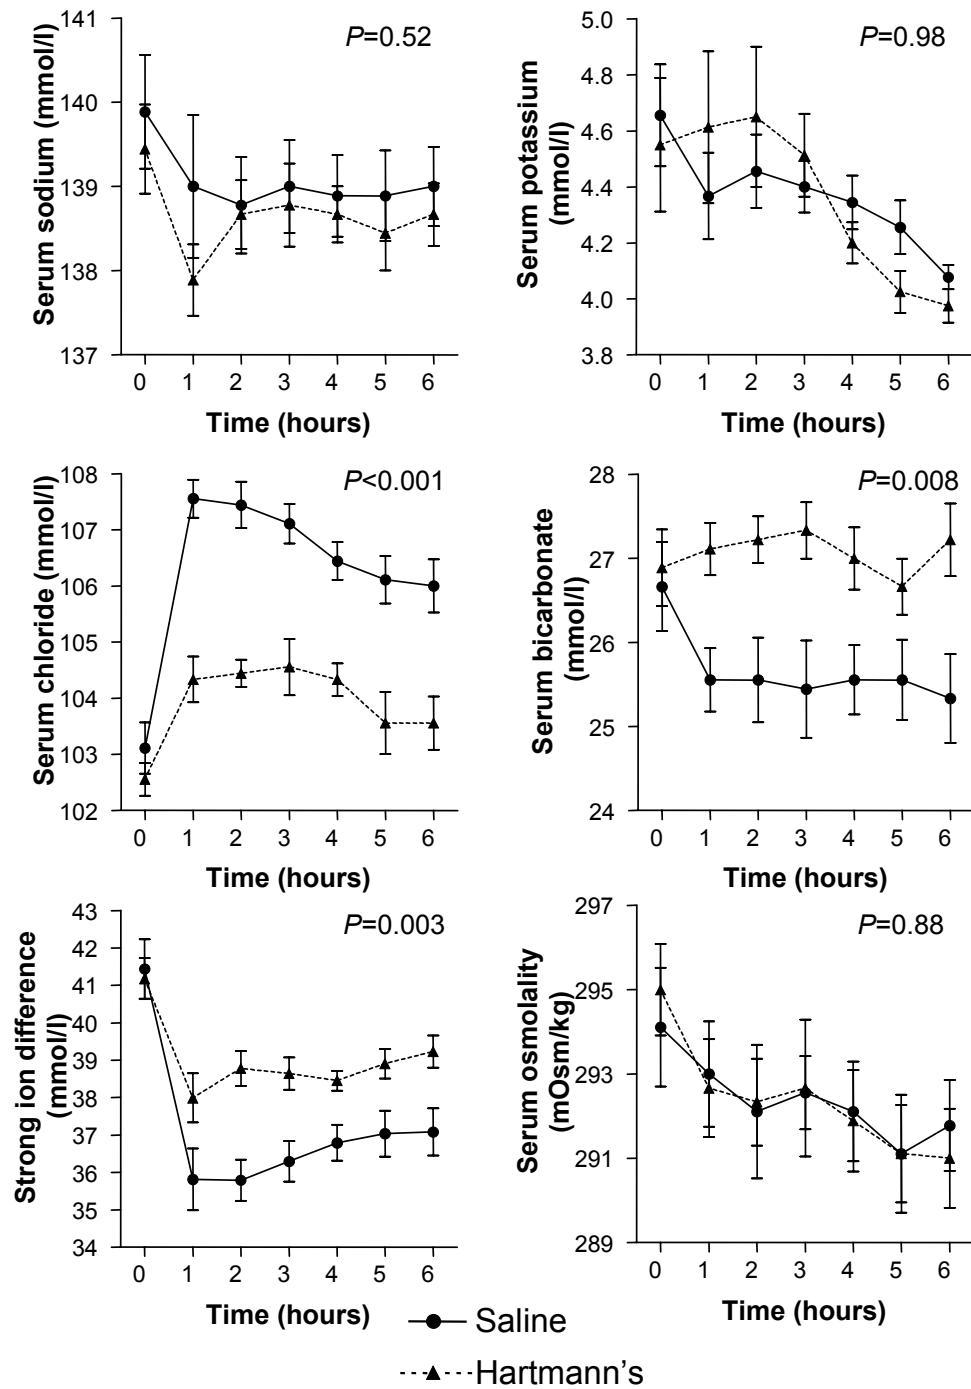 P=0.52
Serum sodium (mmol/l)
141
140
139
138
137
0 1 2 3 4 5 6
Time (hours)
P=0.98
Serum potassium
(mmol/l)
5.0
4.8
4.6
4.4
4.2
4.0
3.8
0 1 2 3 4 5 6
Time (hours)
P<0.001
Serum chloride (mmol/l)
108
107
106
105
104
103
102
0 1 2 3 4 5 6
Time (hours)
P=0.008
Serum bicarbonate
(mmol/l)
28
27
26
25
24
0 1 2 3 4 5 6
Time (hours)
P=0.003
Strong ion difference
(mmol/l)
43
42
41
40
39
38
37
36
35
34
0 1 2 3 4 5 6
Time (hours)
P=0.88
Serum osmolality
(mOsm/kg)
297
295
293
291
289
0 1 2 3 4 5 6
Time (hours)
Saline
Hartmann's